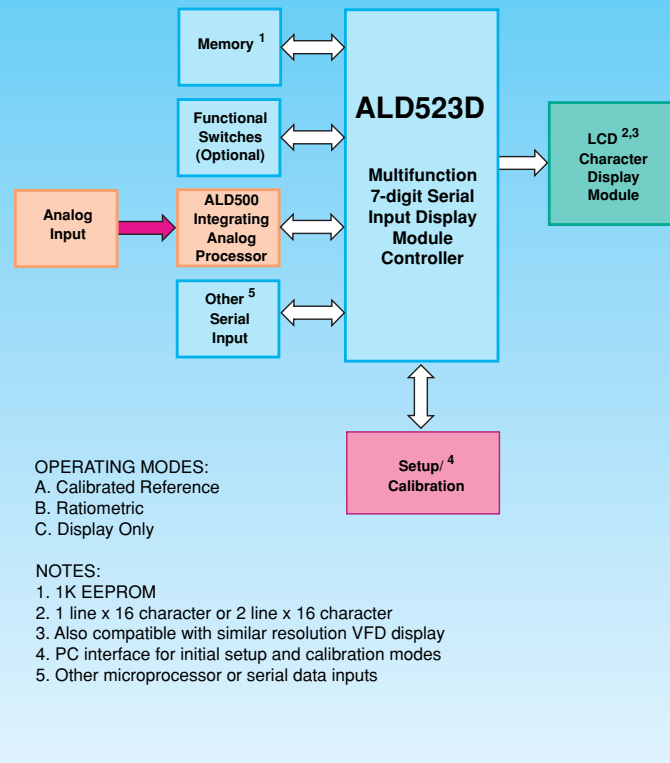 Memory 1
Functional
Switches
(Optional)
Analog
Input
ALD500
Integrating
Analog
Processor
Other 5
Serial
Input
ALD523D
Multifunction
7-digit Serial
Input Display
Module
Controller
LCD 2,3
Character
Display
Module
Setup/ 4
Calibration
OPERATING MODES:
A. Calibrated Reference
B. Ratiometric
C. Display Only
NOTES:
1. 1K EEPROM
2. 1 line x 16 character or 2 line x 16 character
3. Also compatible with similar resolution VFD display
4. PC interface for initial setup and calibration modes
5. Other microprocessor or serial data inputs